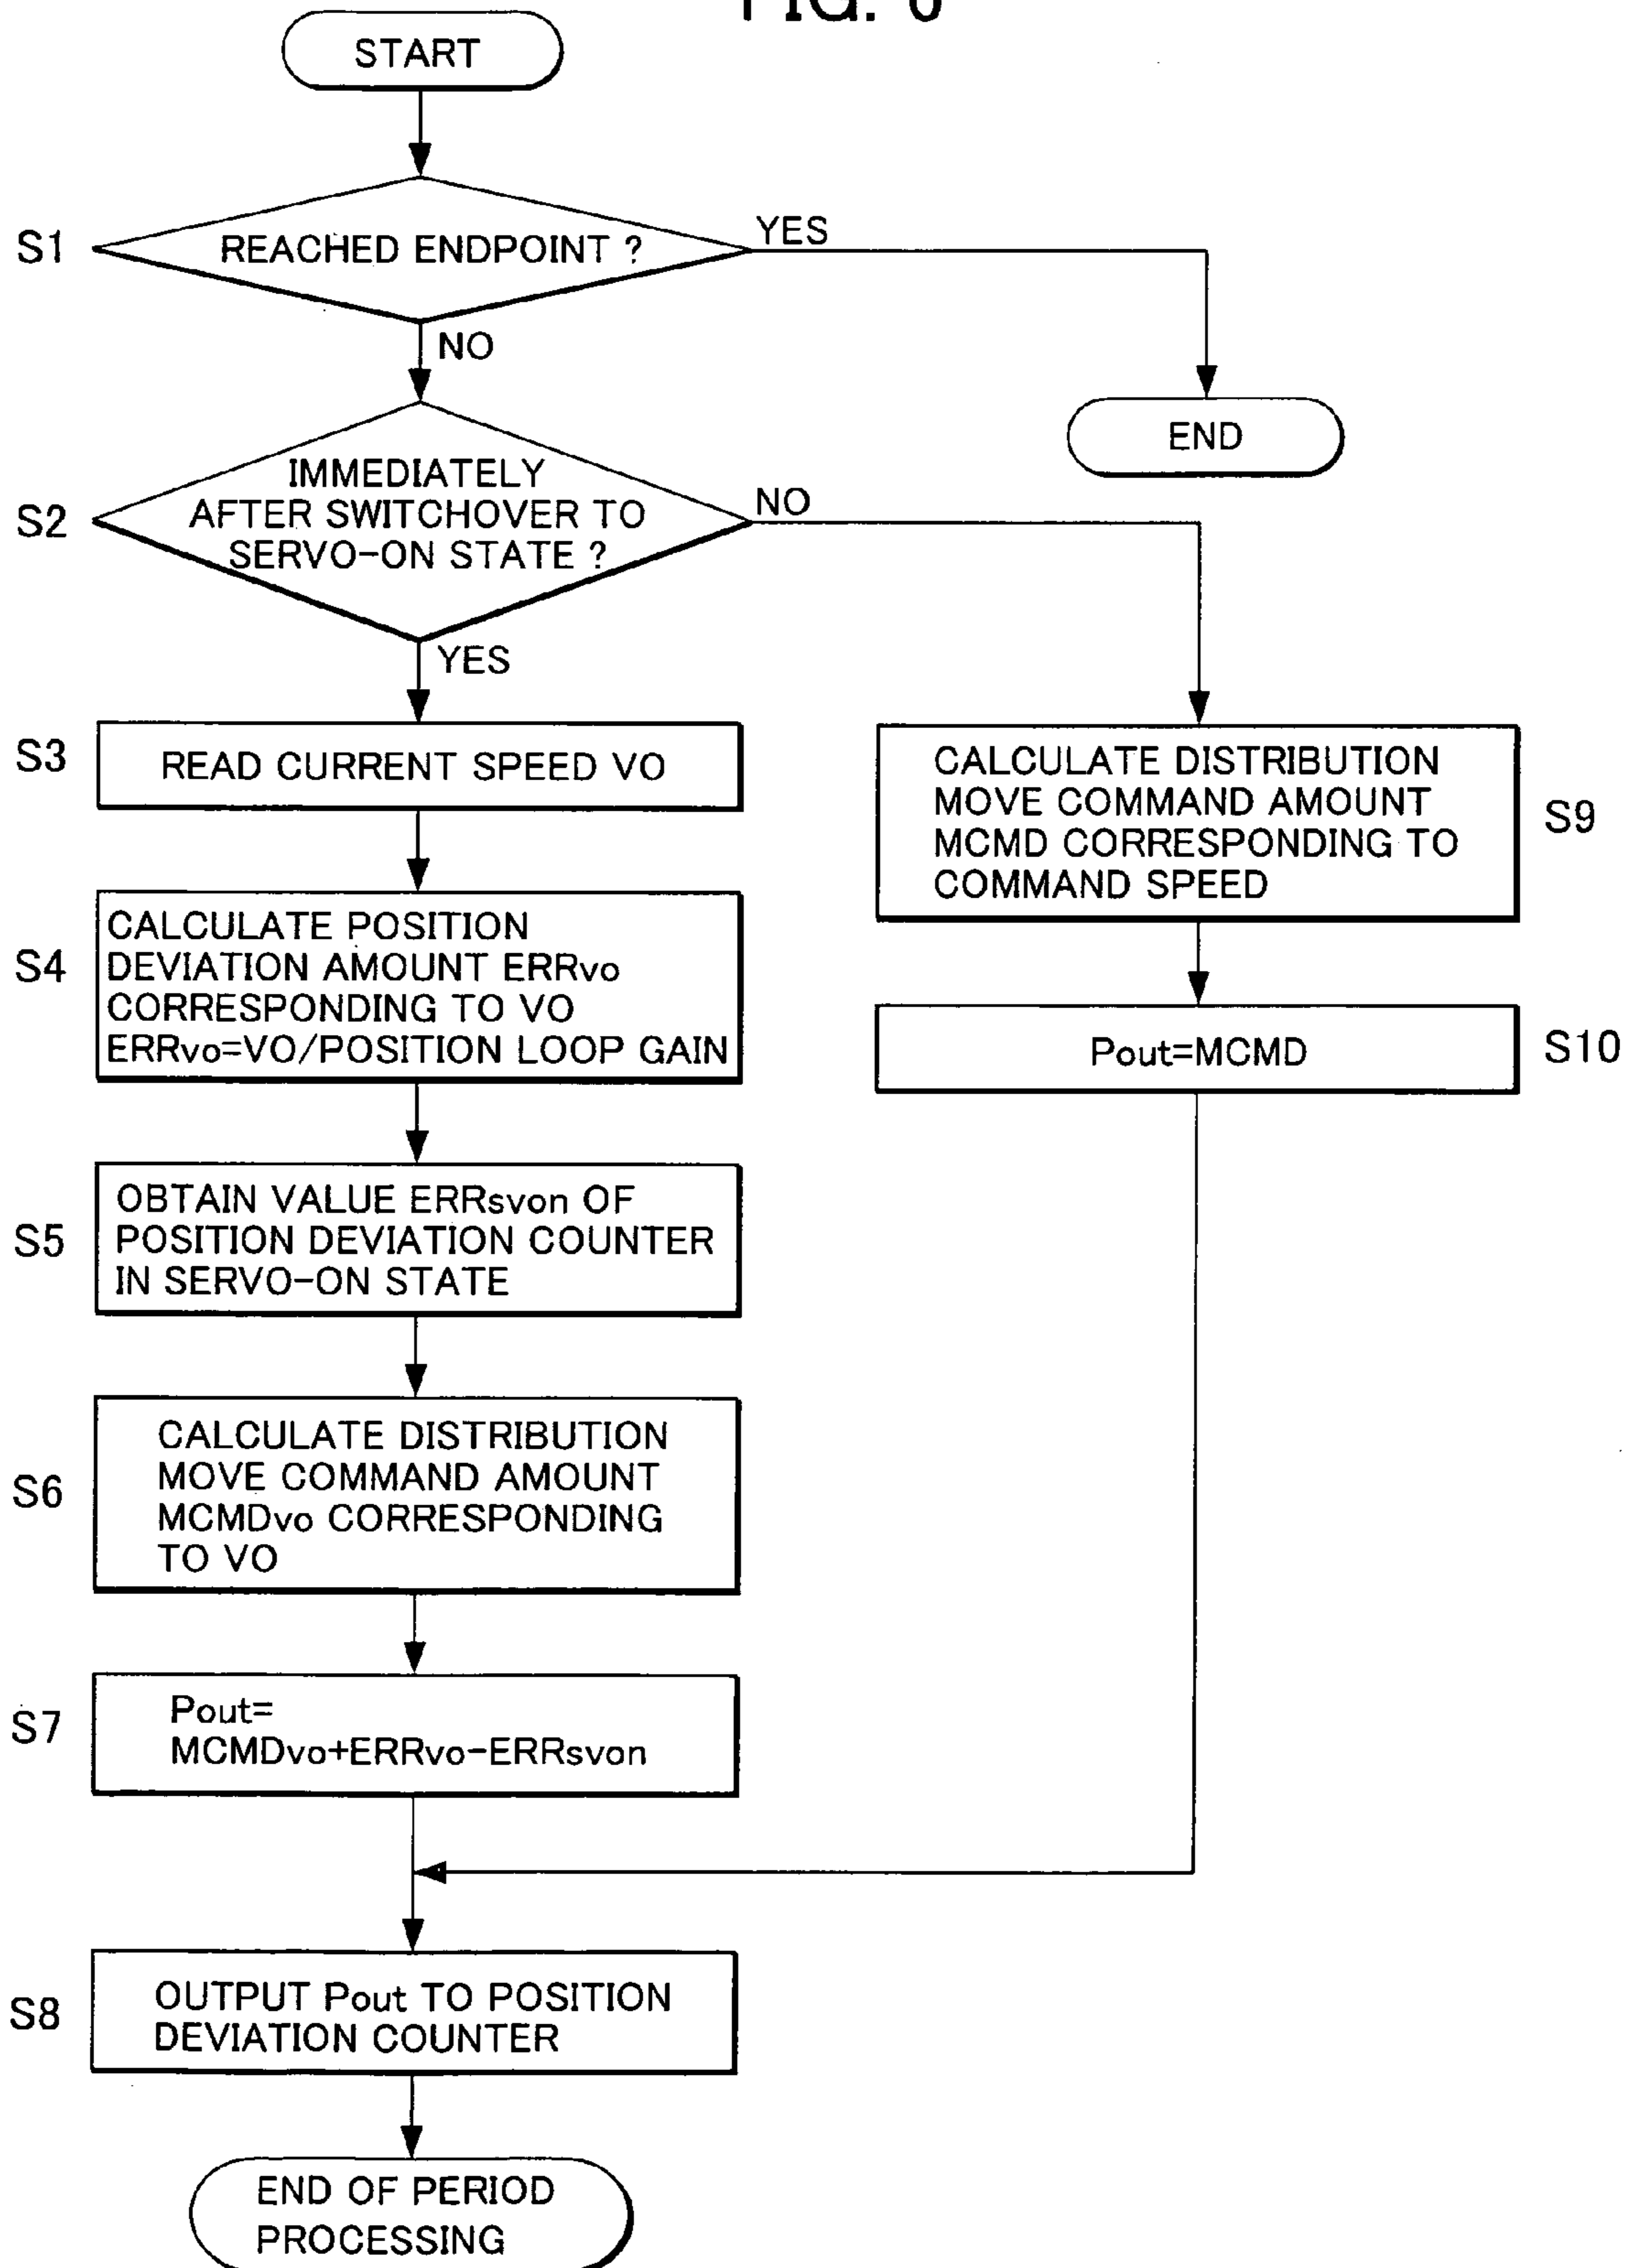 START
S1
REACHED ENDPOINT ?
YES
NO
END
S2
IMMEDIATELY
AFTER SWITCHOVER TO
SERVO-ON STATE ?
NO
YES
S3
READ CURRENT SPEED VO
S4
CALCULATE POSITION
DEVIATION AMOUNT ERRvo
CORRESPONDING TO VO
ERRvo=VO/POSITION LOOP GAIN
S5
OBTAIN VALUE ERRsvon OF
POSITION DEVIATION COUNTER
IN SERVO-ON STATE
S6
CALCULATE DISTRIBUTION
MOVE COMMAND AMOUNT
MCMDvo CORRESPONDING
TO VO
S7
Pout=
MCMDvo+ERRvo-ERRsvon
CALCULATE DISTRIBUTION
MOVE COMMAND AMOUNT
MCMD CORRESPONDING TO
COMMAND SPEED
S9
Pout=MCMD
S10
S8
OUTPUT Pout TO POSITION
DEVIATION COUNTER
END OF PERIOD
PROCESSING